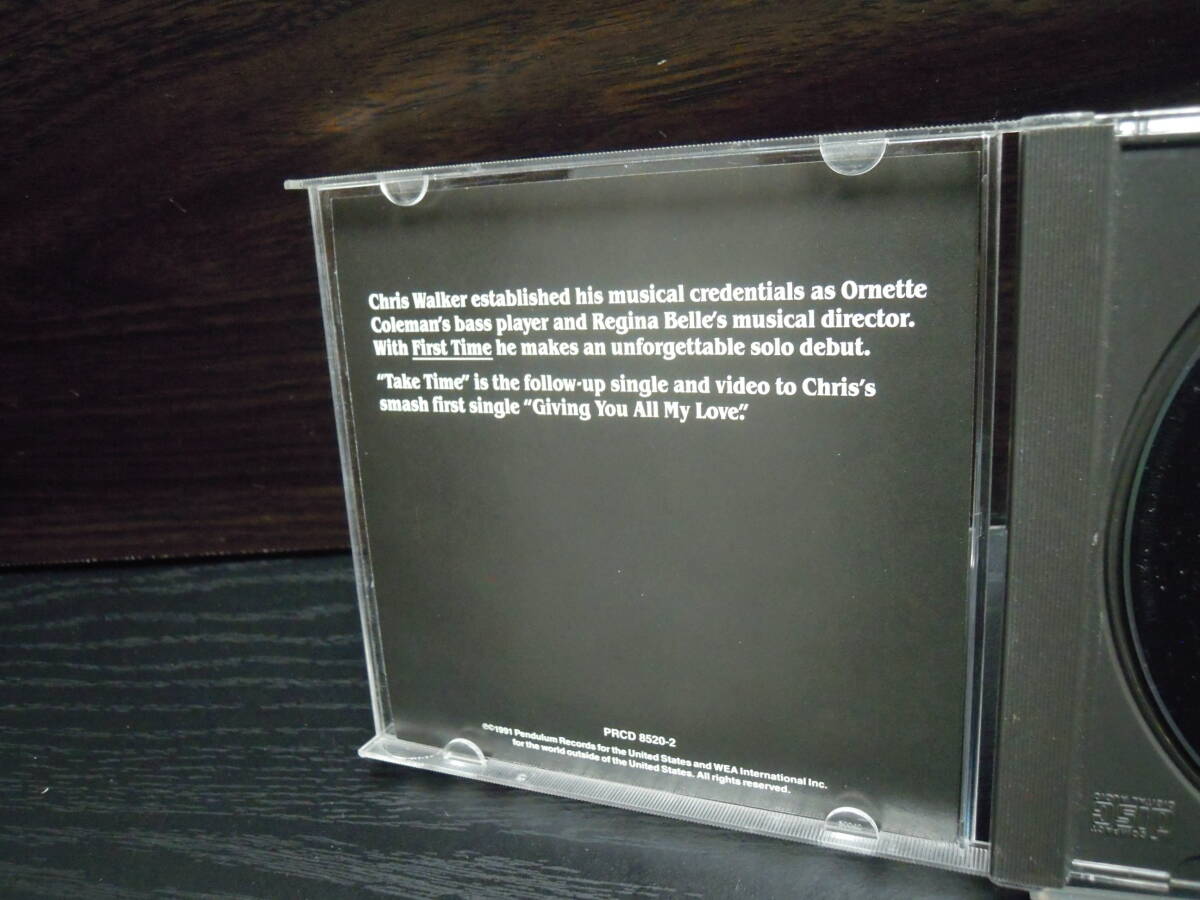 Chris Walker established his musical credentials as Ornette
Coleman's bass player and Regina Belle's musical director.
With First Time he makes an unforgettable solo debut.
"Take Time" is the follow-up single and video to Chris's
smash first single "Giving You All My Love."
PRCD 8520-2
℗©1991 Pendulum Records for the United States and WEA International Inc.
for the world outside of the United States. All rights reserved.